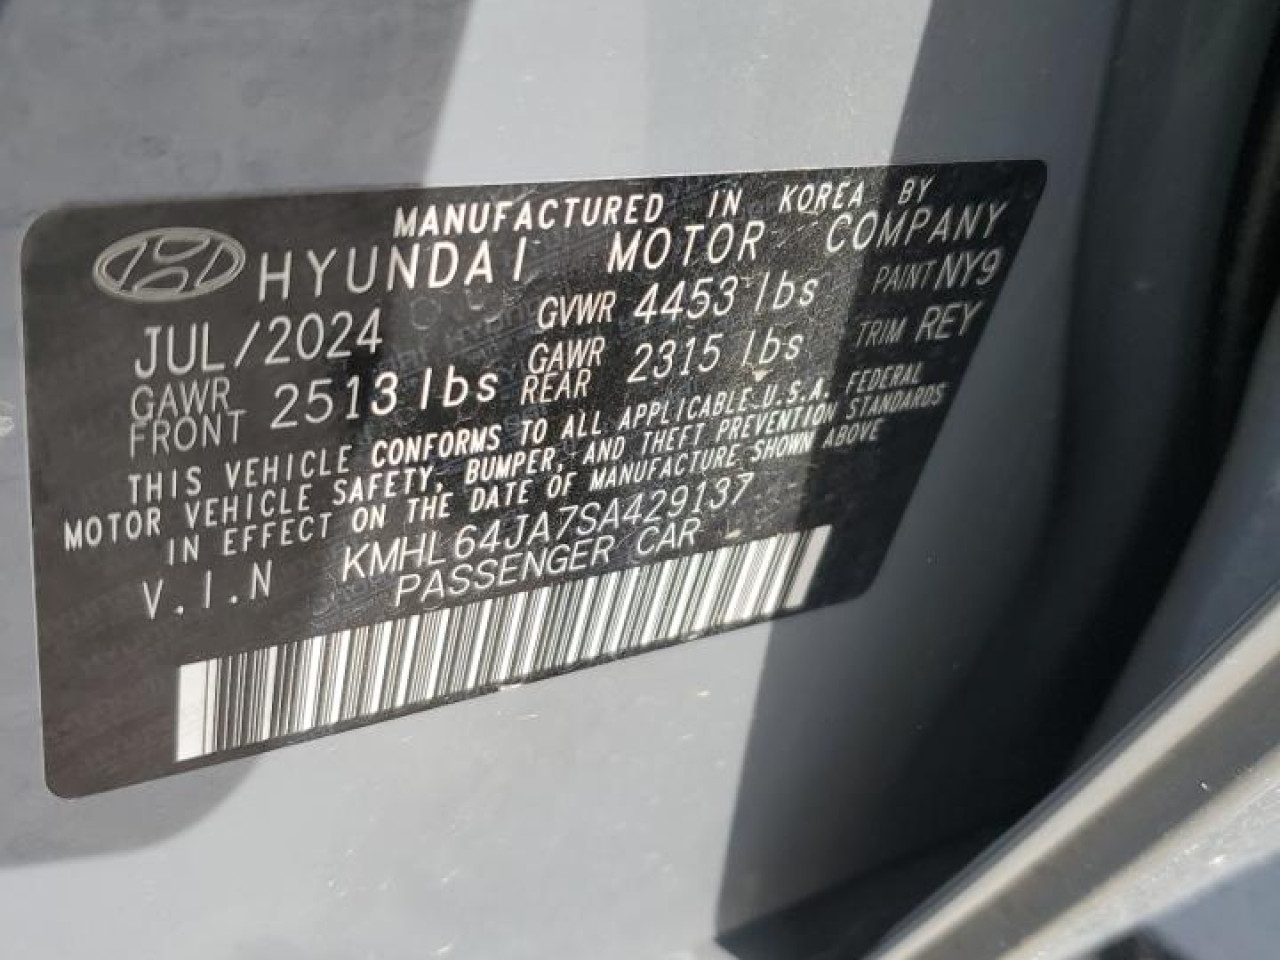 MANUFACTURED IN KOREA BY
HYUNDAI MOTOR COMPANY
JUL/2024 GVWR 4453 lbs PAINT NY9
GAWR FRONT 2513 lbs GAWR REAR 2315 lbs TRIM REY
THIS VEHICLE CONFORMS TO ALL APPLICABLE U.S.A. FEDERAL
MOTOR VEHICLE SAFETY, BUMPER, AND THEFT PREVENTION STANDARDS
IN EFFECT ON THE DATE OF MANUFACTURE SHOWN ABOVE
V.I.N KMHL64JA7SA429137
PASSENGER CAR